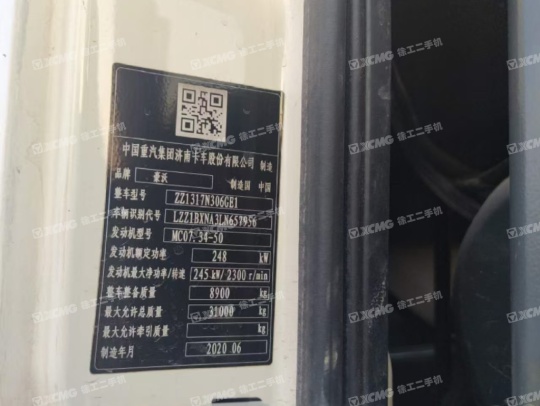 中国重汽集团济南卡车股份有限公司 制造
品牌 豪沃 制造国 中国
整车型号 ZZ1317N306GE1
车辆识别代号 LZZ1BXNA3LN657956
发动机型号 MC07.34-50
发动机额定功率 248 kW
发动机最大净功率/转速 245 kW/ 2300 r/min
整车整备质量 8900 kg
最大允许总质量 31000 kg
最大允许牵引质量 kg
制造年月 2020 06
XCMG 徐工二手机